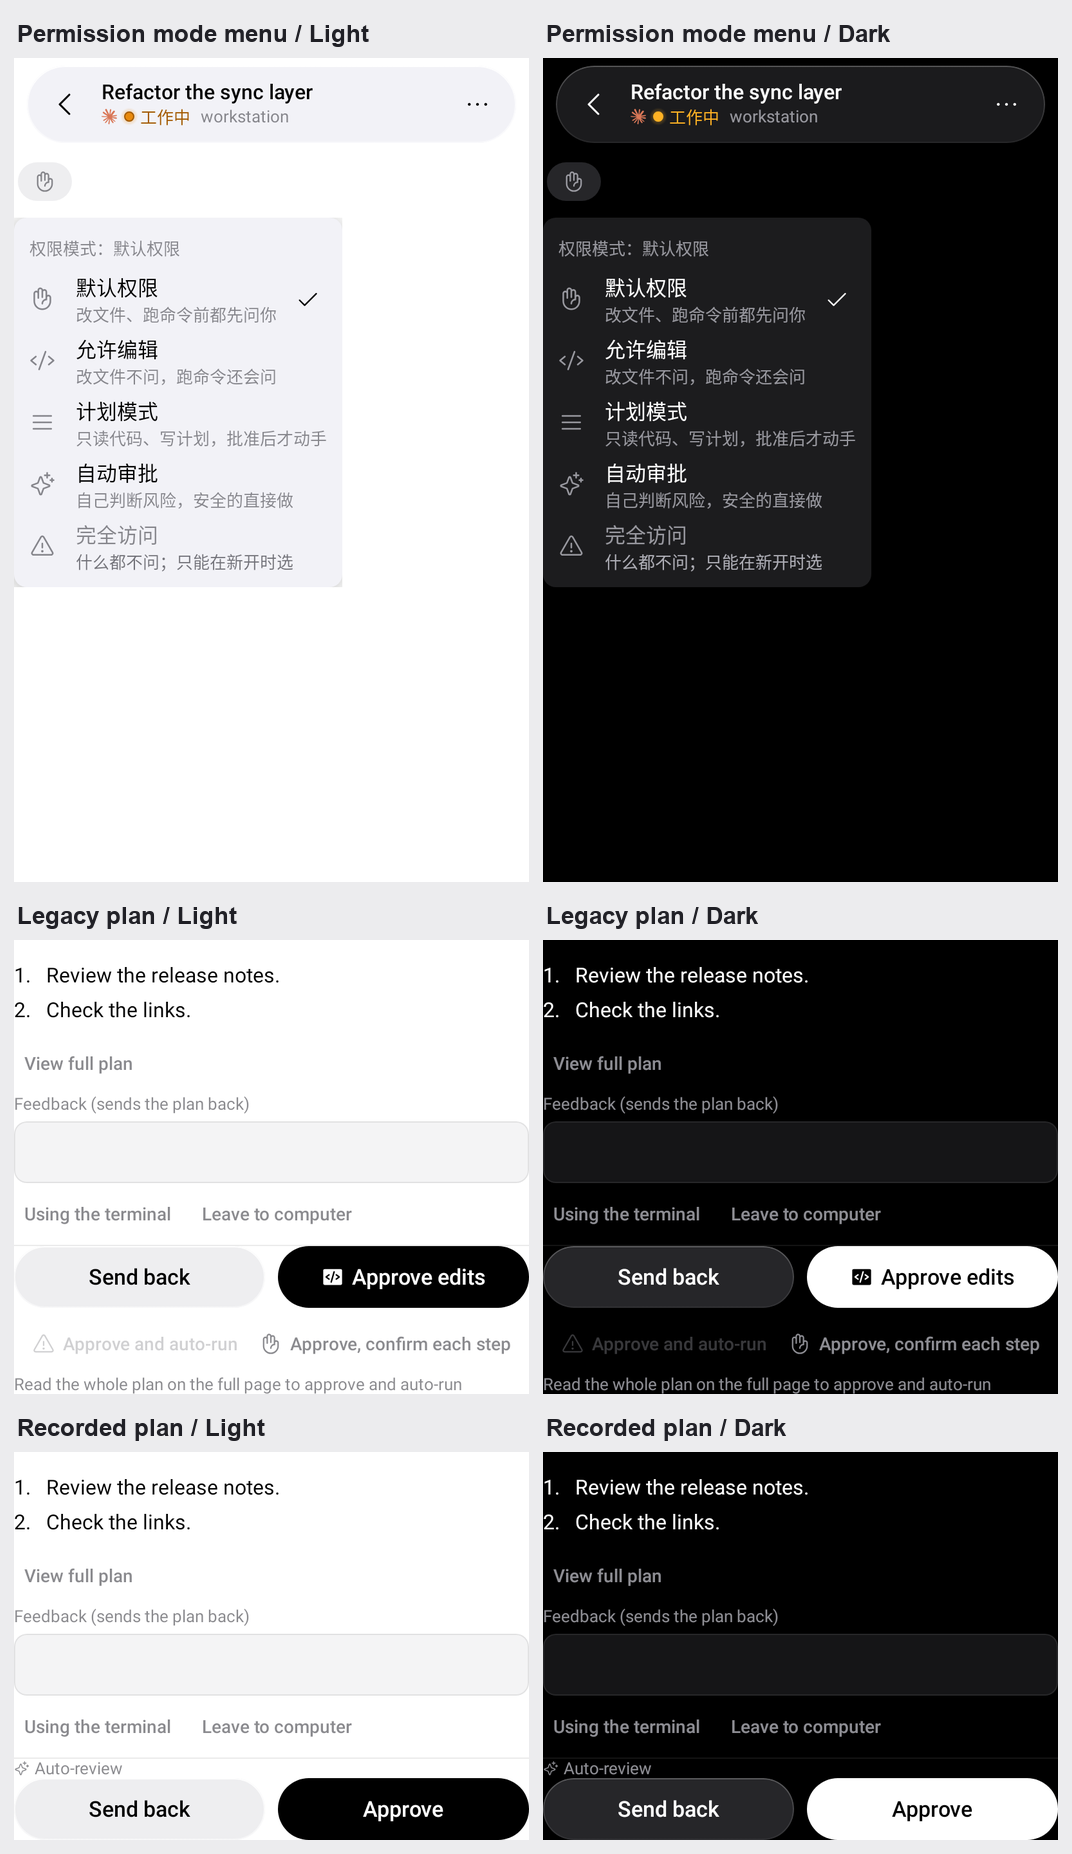 Permission mode menu / Light
Refactor the sync layer
工作中 workstation
权限模式：默认权限
默认权限
改文件、跑命令前都先问你
允许编辑
改文件不问，跑命令还会问
计划模式
只读代码、写计划，批准后才动手
自动审批
自己判断风险，安全的直接做
完全访问
什么都不问；只能在新开时选
Permission mode menu / Dark
Refactor the sync layer
工作中 workstation
权限模式：默认权限
默认权限
改文件、跑命令前都先问你
允许编辑
改文件不问，跑命令还会问
计划模式
只读代码、写计划，批准后才动手
自动审批
自己判断风险，安全的直接做
完全访问
什么都不问；只能在新开时选
Legacy plan / Light
1. Review the release notes.
2. Check the links.
View full plan
Feedback (sends the plan back)
Using the terminal Leave to computer
Send back Approve edits
Approve and auto-run Approve, confirm each step
Read the whole plan on the full page to approve and auto-run
Legacy plan / Dark
1. Review the release notes.
2. Check the links.
View full plan
Feedback (sends the plan back)
Using the terminal Leave to computer
Send back Approve edits
Approve and auto-run Approve, confirm each step
Read the whole plan on the full page to approve and auto-run
Recorded plan / Light
1. Review the release notes.
2. Check the links.
View full plan
Feedback (sends the plan back)
Using the terminal Leave to computer
Auto-review
Send back Approve
Recorded plan / Dark
1. Review the release notes.
2. Check the links.
View full plan
Feedback (sends the plan back)
Using the terminal Leave to computer
Auto-review
Send back Approve